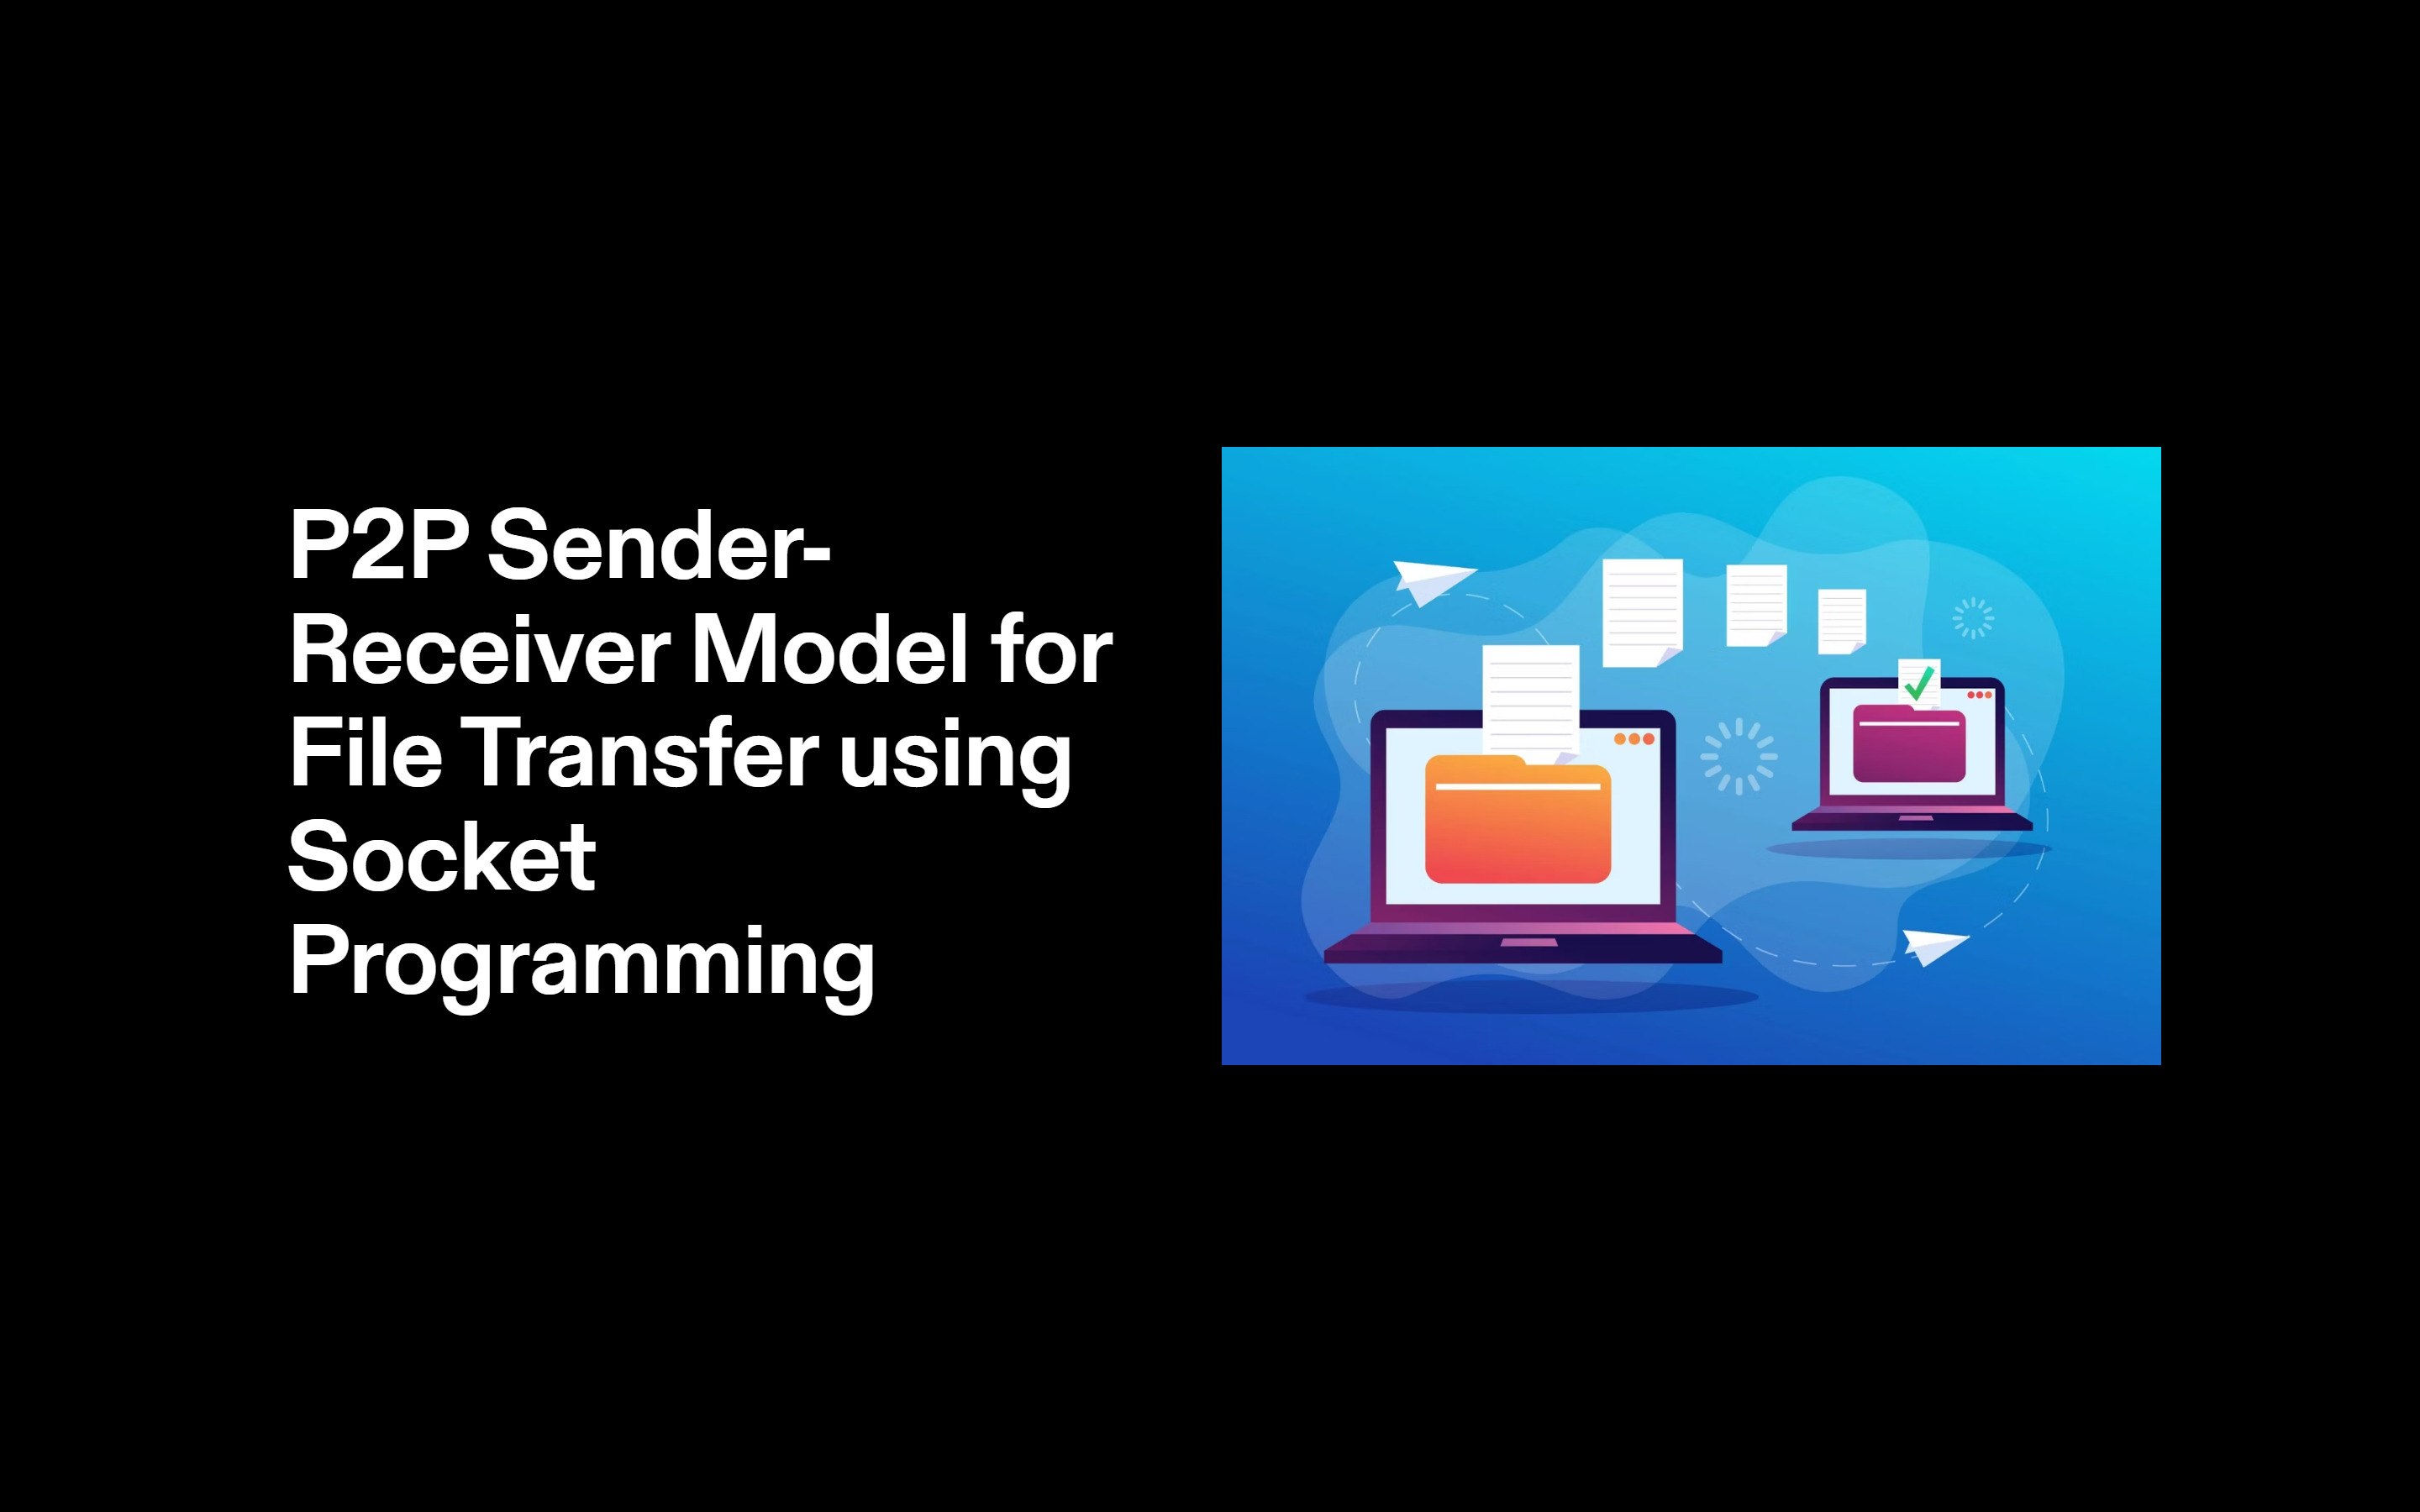 P2P Sender-
Receiver Model for
File Transfer using
Socket
Programming